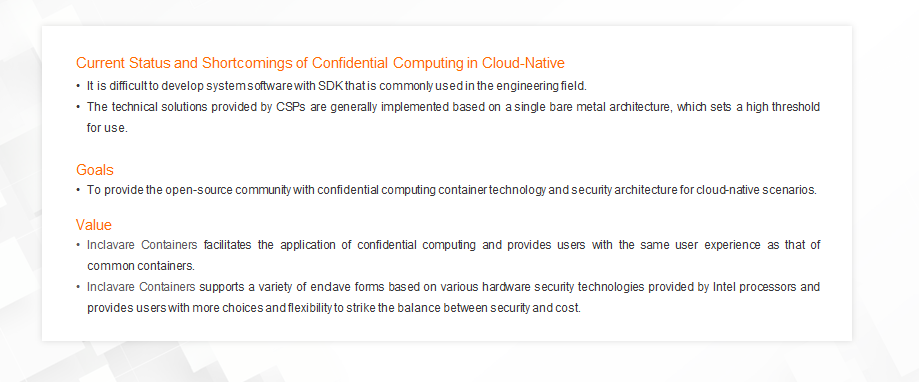 Current Status and Shortcomings of Confidential Computing in Cloud-Native
• It is difficult to develop system software with SDK that is commonly used in the engineering field.
• The technical solutions provided by CSPs are generally implemented based on a single bare metal architecture, which sets a high threshold
for use.
Goals
• To provide the open-source community with confidential computing container technology and security architecture for cloud-native scenarios.
Value
• Inclavare Containers facilitates the application of confidential computing and provides users with the same user experience as that of
common containers.
• Inclavare Containers supports a variety of enclave forms based on various hardware security technologies provided by Intel processors and
provides users with more choices and flexibility to strike the balance between security and cost.